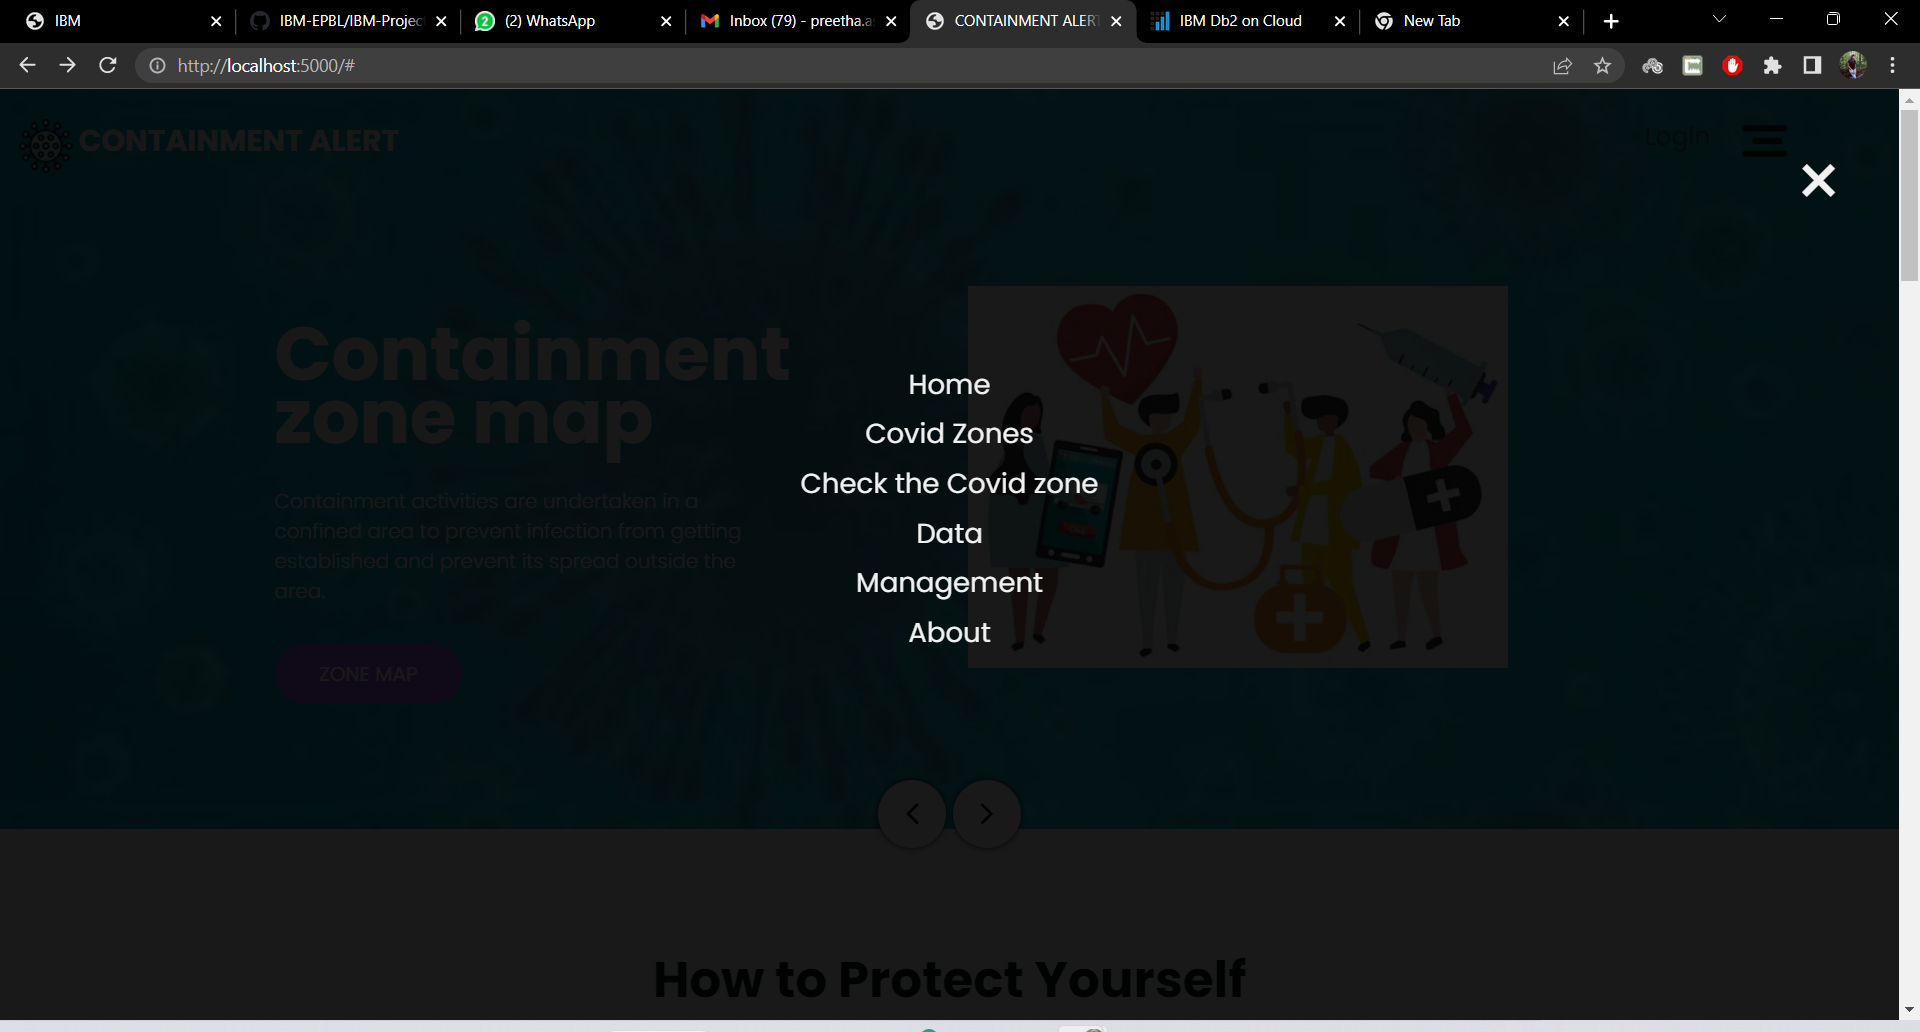 IBM
IBM-EPBL/IBM-Projec
(2) WhatsApp
Inbox (79) - preetha.a
CONTAINMENT ALERT
IBM Db2 on Cloud
New Tab
http://localhost:5000/#
CONTAINMENT ALERT
Login
Containment
zone map
Containment activities are undertaken in a
confined area to prevent infection from getting
established and prevent its spread outside the
area.
ZONE MAP
Home
Covid Zones
Check the Covid zone
Data
Management
About
How to Protect Yourself